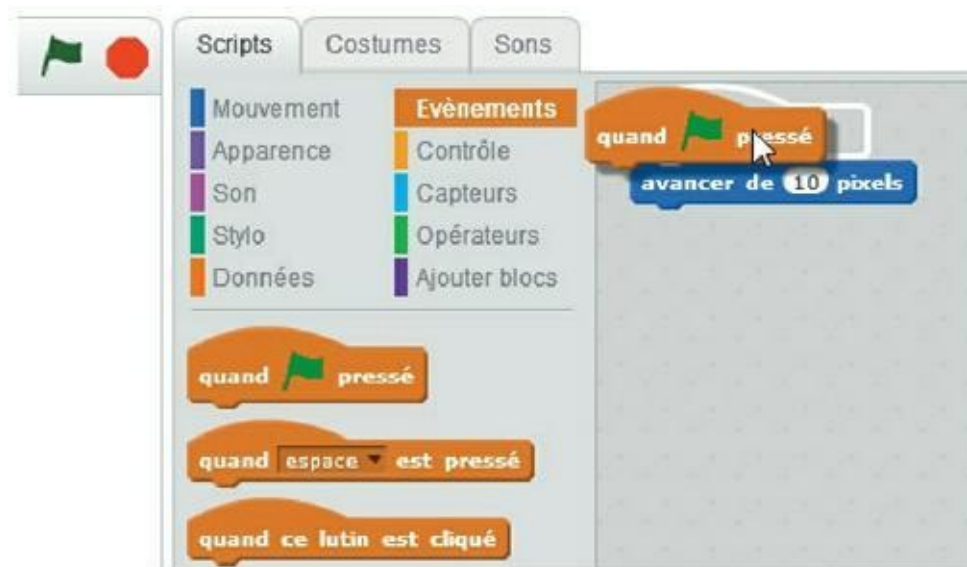 Scripts Costumes Sons
Mouvement Evènements
Apparence Contrôle
Son Capteurs
Stylo Opérateurs
Données Ajouter blocs
quand pressé
avancer de 10 pixels
quand pressé
quand espace est pressé
quand ce lutin est cliqué